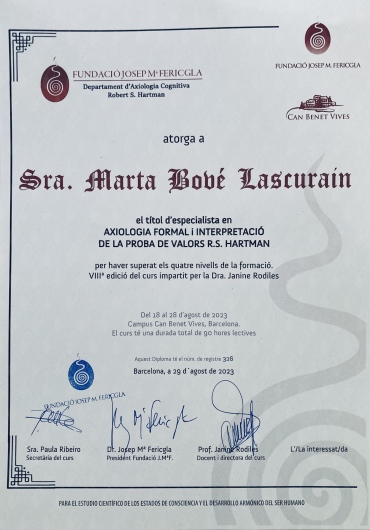 FUNDACIÓ JOSEP Mª FERICGLA
Departament d'Axiologia Cognitiva
Robert S. Hartman
FUNDACIÓ JOSEP M. FERICGLA
CAN BENET VIVES
atorga a
Sra. Marta Bové Lascurain
el títol d'especialista en
AXIOLOGIA FORMAL i INTERPRETACIÓ
DE LA PROBA DE VALORS R.S. HARTMAN
per haver superat els quatre nivells de la formació.
VIIIª edició del curs impartit per la Dra. Janine Rodiles
Del 18 al 28 d'agost de 2023
Campus Can Benet Vives, Barcelona.
El curs té una durada total de 90 hores lectives
Aquest Diploma té el núm. de registre 328
Barcelona, a 29 d'agost de 2023
FUNDACIÓ JOSEP M. FERICGLA
Sra. Paula Ribeiro
Secretària del curs
Dr. Josep Mª Fericgla
President Fundació J.MªF.
Prof. Janine Rodiles
Docent i directora del curs
L'/La interessat/da
PARA EL ESTUDIO CIENTÍFICO DE LOS ESTADOS DE CONSCIENCIA Y EL DESARROLLO ARMÓNICO DEL SER HUMANO